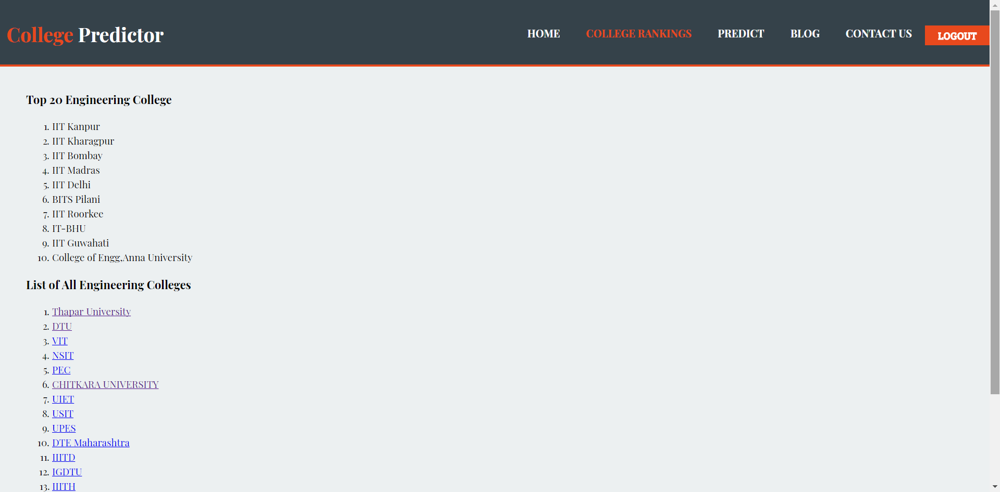 College Predictor
HOME COLLEGE RANKINGS PREDICT BLOG CONTACT US LOGOUT
Top 20 Engineering College
1. IIT Kanpur
2. IIT Kharagpur
3. IIT Bombay
4. IIT Madras
5. IIT Delhi
6. BITS Pilani
7. IIT Roorkee
8. IT-BHU
9. IIT Guwahati
10. College of Engg,Anna University
List of All Engineering Colleges
1. Thapar University
2. DTU
3. VIT
4. NSIT
5. PEC
6. CHITKARA UNIVERSITY
7. UIET
8. USIT
9. UPES
10. DTE Maharashtra
11. IIITD
12. IGDTU
13. IIITH